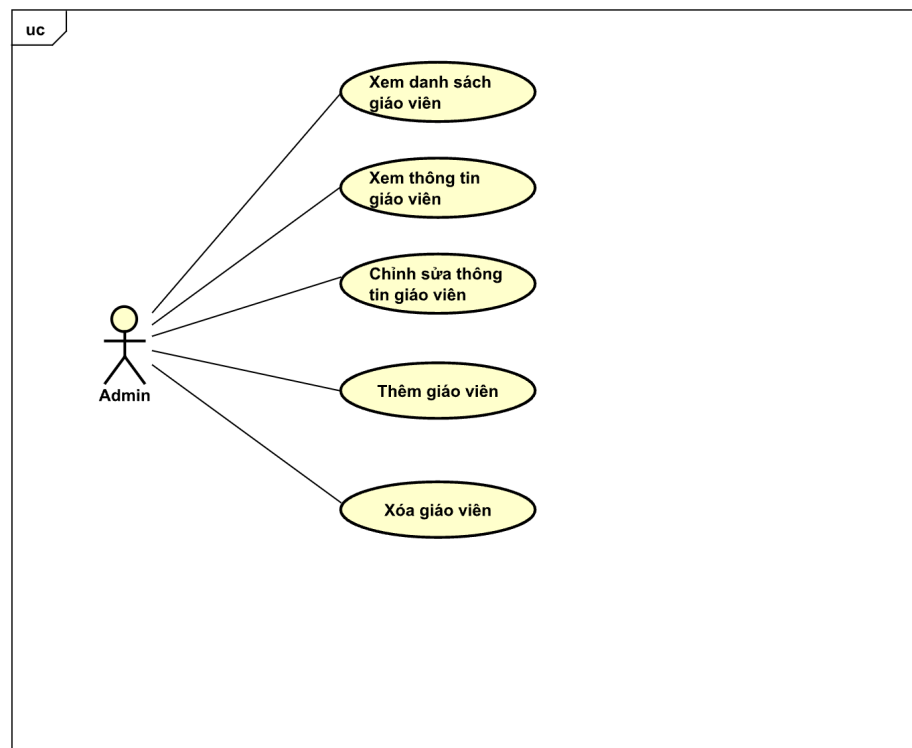 uc
Xem danh sách
giáo viên
Xem thông tin
giáo viên
Chỉnh sửa thông
tin giáo viên
Admin
Thêm giáo viên
Xóa giáo viên